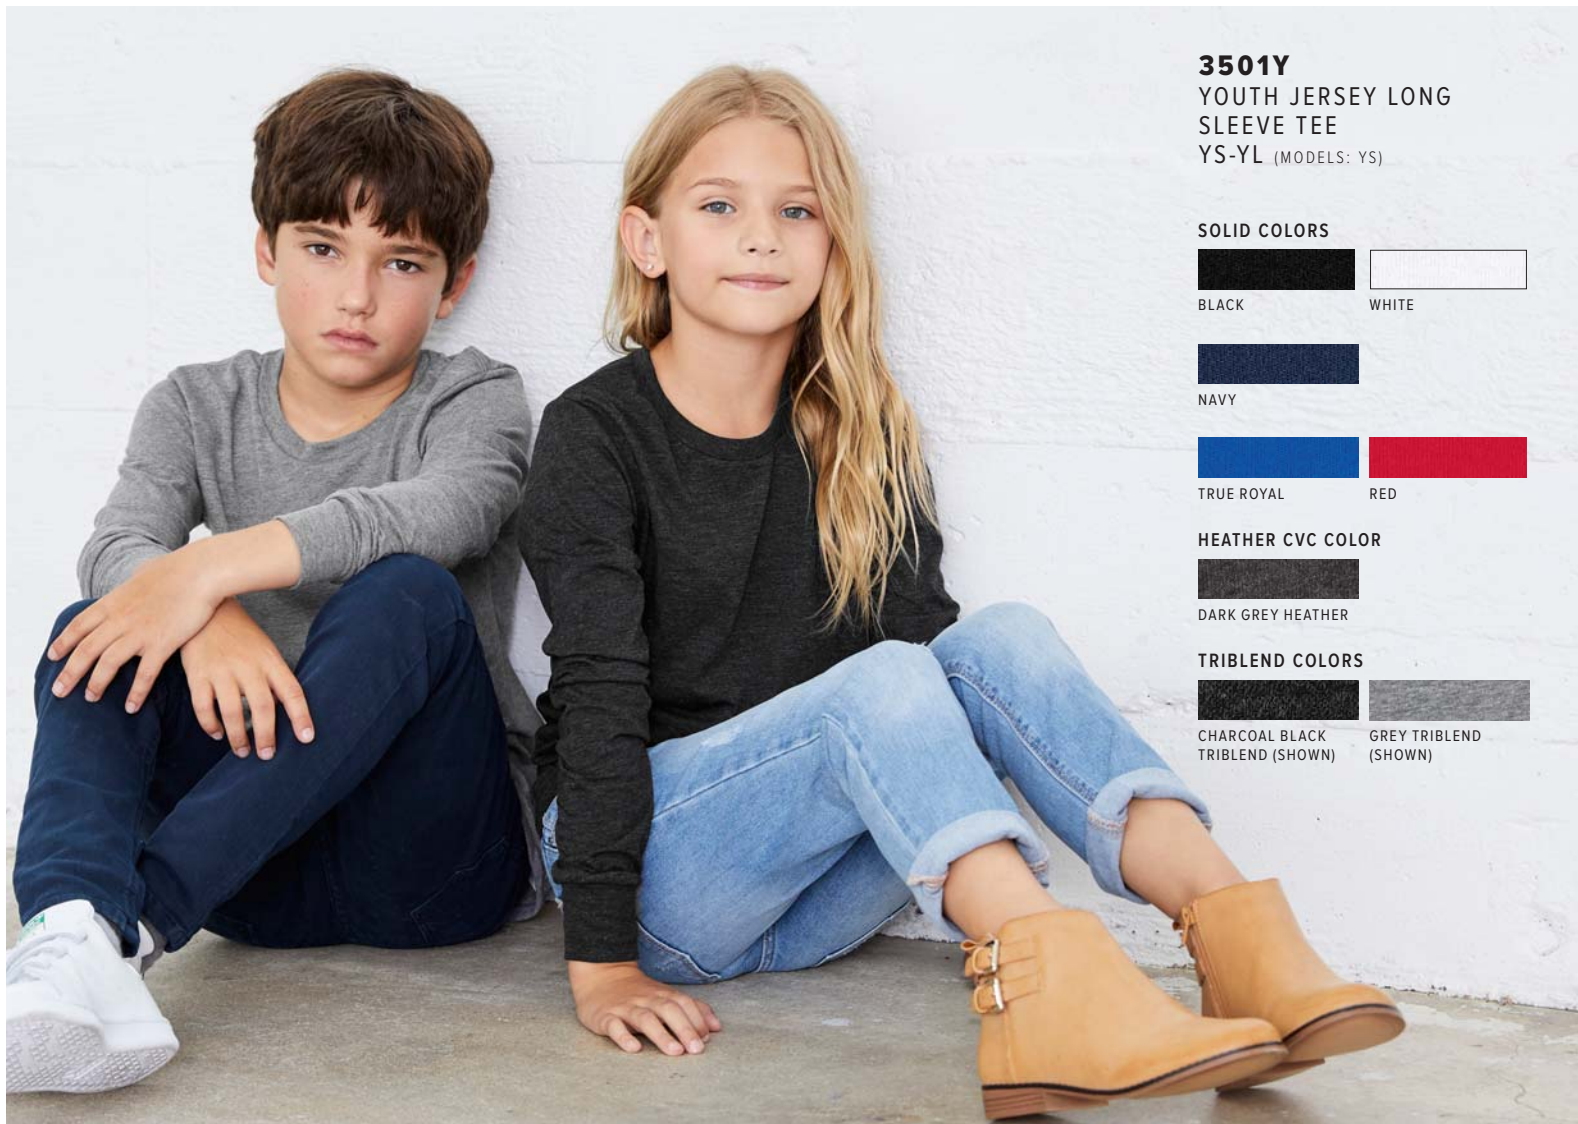 3501Y
YOUTH JERSEY LONG
SLEEVE TEE
YS-YL (MODELS: YS)
SOLID COLORS
BLACK
WHITE
NAVY
TRUE ROYAL
RED
HEATHER CVC COLOR
DARK GREY HEATHER
TRIBLEND COLORS
CHARCOAL BLACK
TRIBLEND (SHOWN)
GREY TRIBLEND
(SHOWN)